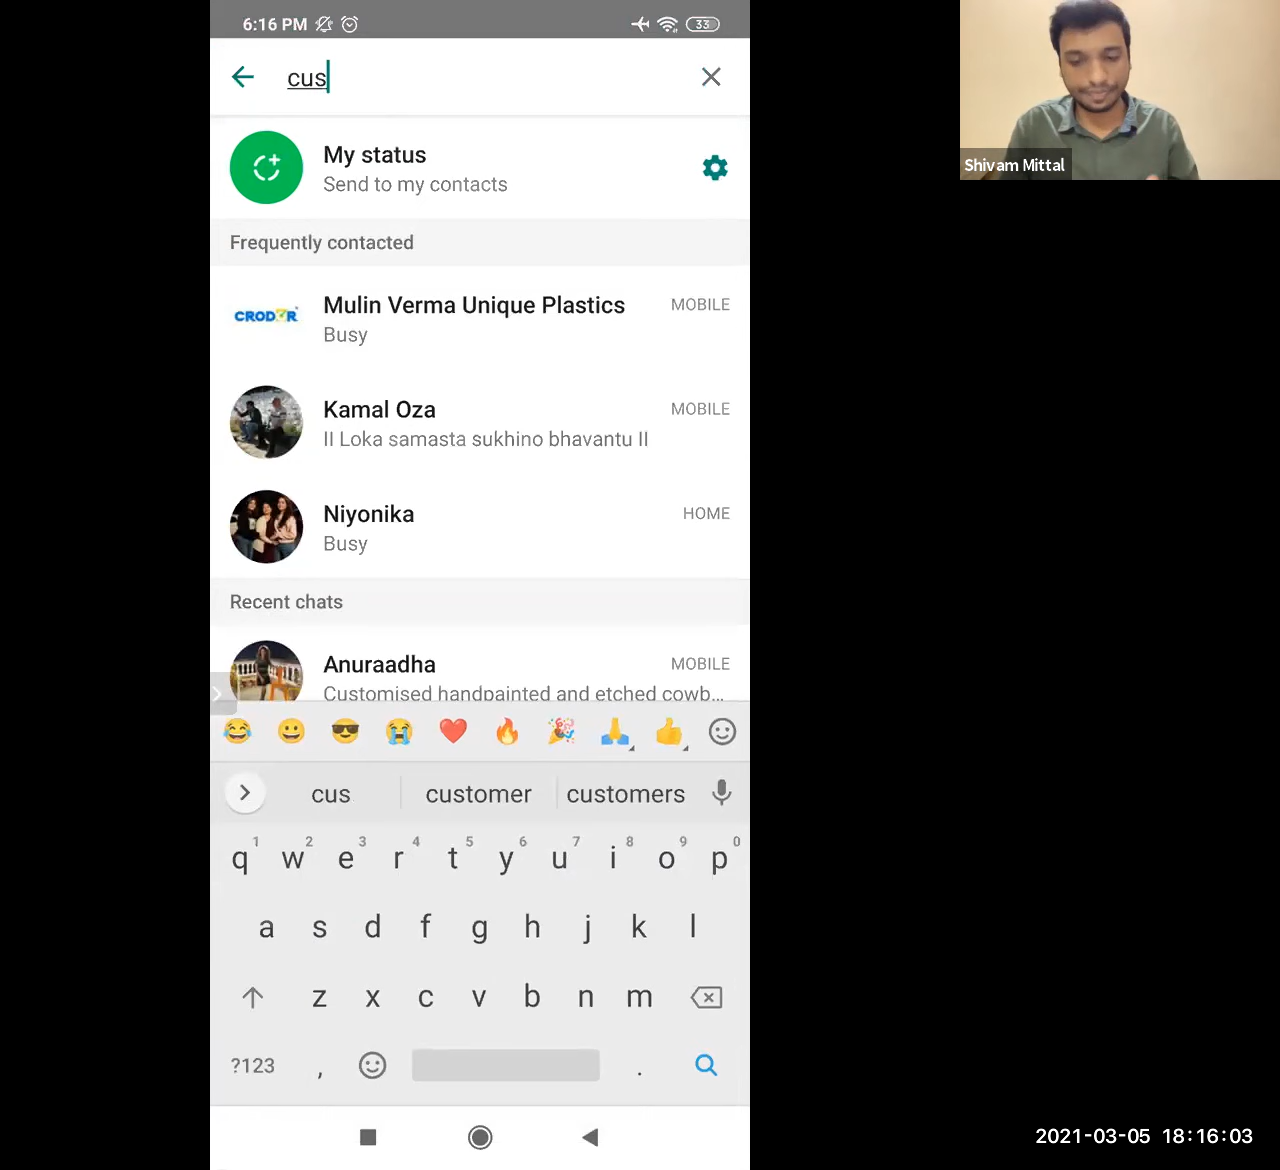 6:16 PM
33
cus
My status
Send to my contacts
Frequently contacted
CRODOR
Mulin Verma Unique Plastics
MOBILE
Busy
Kamal Oza
MOBILE
II Loka samasta sukhino bhavantu II
Niyonika
HOME
Busy
Recent chats
Anuraadha
MOBILE
Customised handpainted and etched cowb...
cus
customer
customers
1 2 3 4 5 6 7 8 9 0
q w e r t y u i o p
a s d f g h j k l
z x c v b n m
?123 , .
Shivam Mittal
2021-03-05 18:16:03